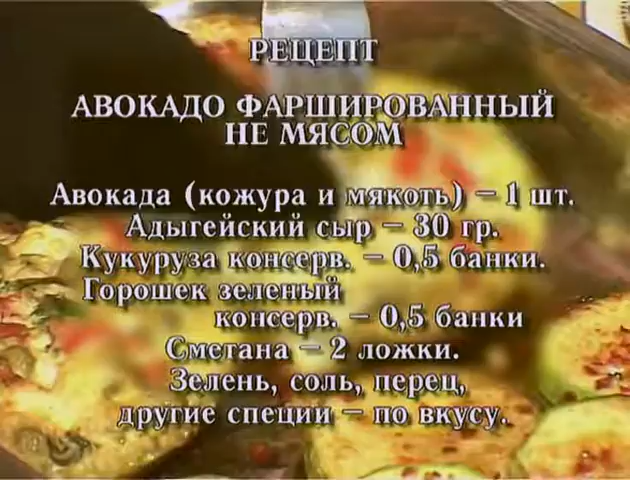 РЕЦЕПТ
АВОКАДО ФАРШИРОВАННЫЙ
НЕ МЯСОМ
Авокада (кожура и мякоть) – 1 шт.
Адыгейский сыр – 30 гр.
Кукуруза консерв. – 0,5 банки.
Горошек зеленый
консерв. – 0,5 банки
Сметана – 2 ложки.
Зелень, соль, перец,
другие специи – по вкусу.